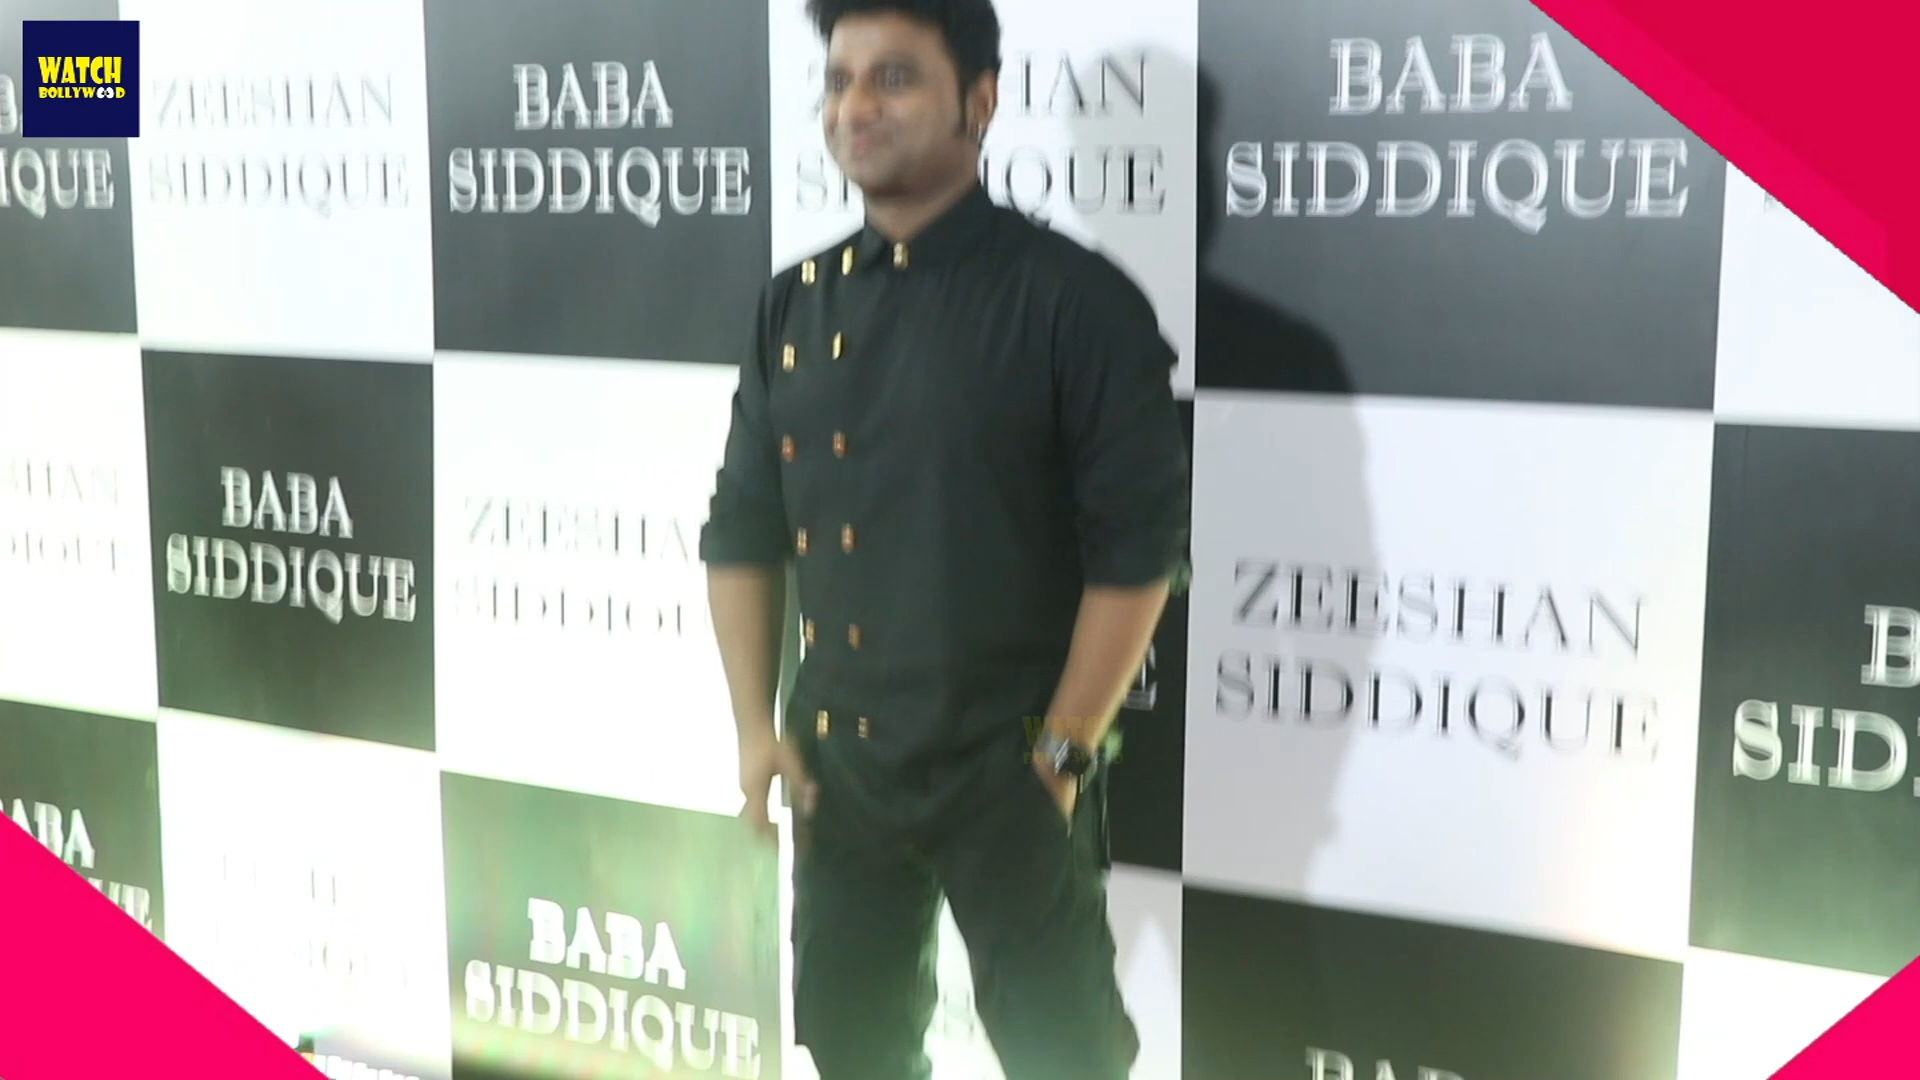 WATCH
BOLLYWOOD
ZEESHAN
SIDDIQUE
BABA
SIDDIQUE
BABA
SIDDIQUE
BABA
SIDDIQUE
ZEESHAN
SIDDIQUE
BABA
SIDDIQUE